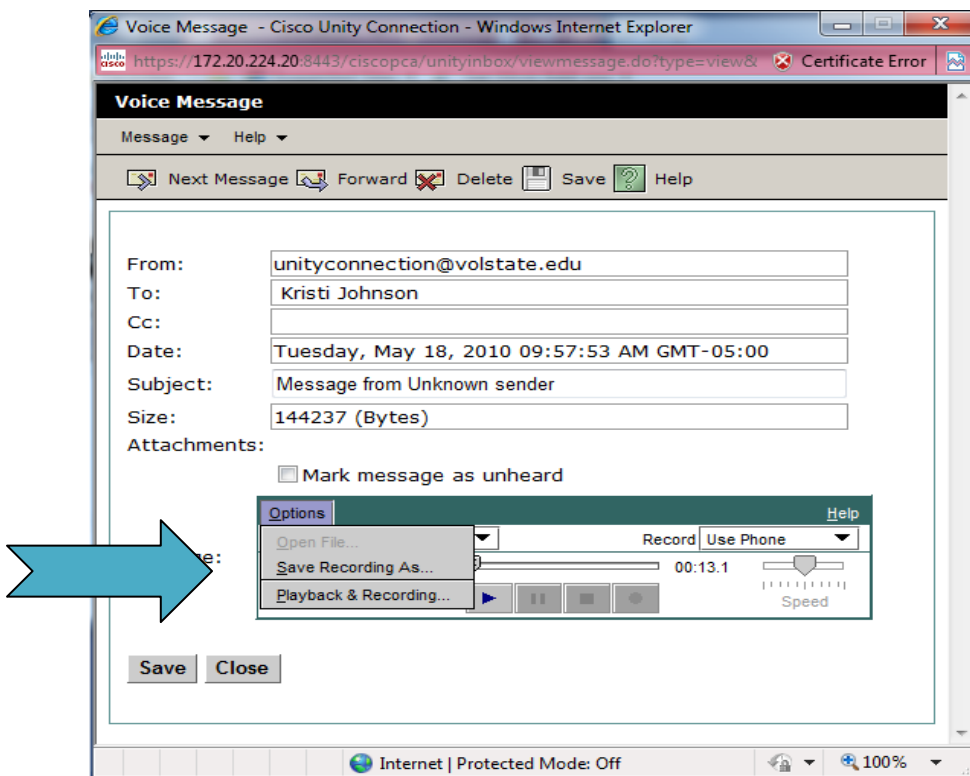 Voice Message - Cisco Unity Connection - Windows Internet Explorer
cisco https://172.20.224.20:8443/ciscopca/unityinbox/viewmessage.do?type=view& Certificate Error
Voice Message
Message Help
Next Message Forward Delete Save Help
From: unityconnection@volstate.edu
To: Kristi Johnson
Cc:
Date: Tuesday, May 18, 2010 09:57:53 AM GMT-05:00
Subject: Message from Unknown sender
Size: 144237 (Bytes)
Attachments:
Mark message as unheard
Options Help
Open File... Record Use Phone
Save Recording As... 00:13.1
Playback & Recording... Speed
Save Close
Internet | Protected Mode: Off 100%